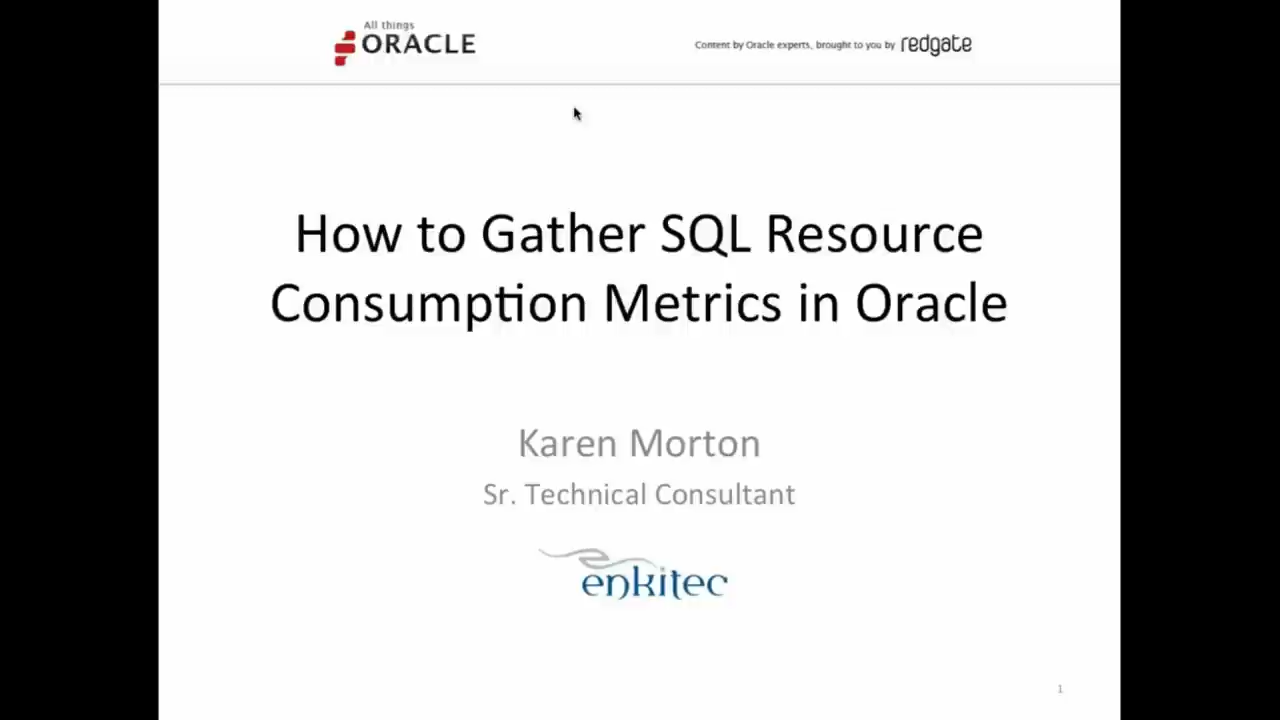 All things
ORACLE
Content by Oracle experts, brought to you by redgate
How to Gather SQL Resource
Consumption Metrics in Oracle
Karen Morton
Sr. Technical Consultant
enkitec
1